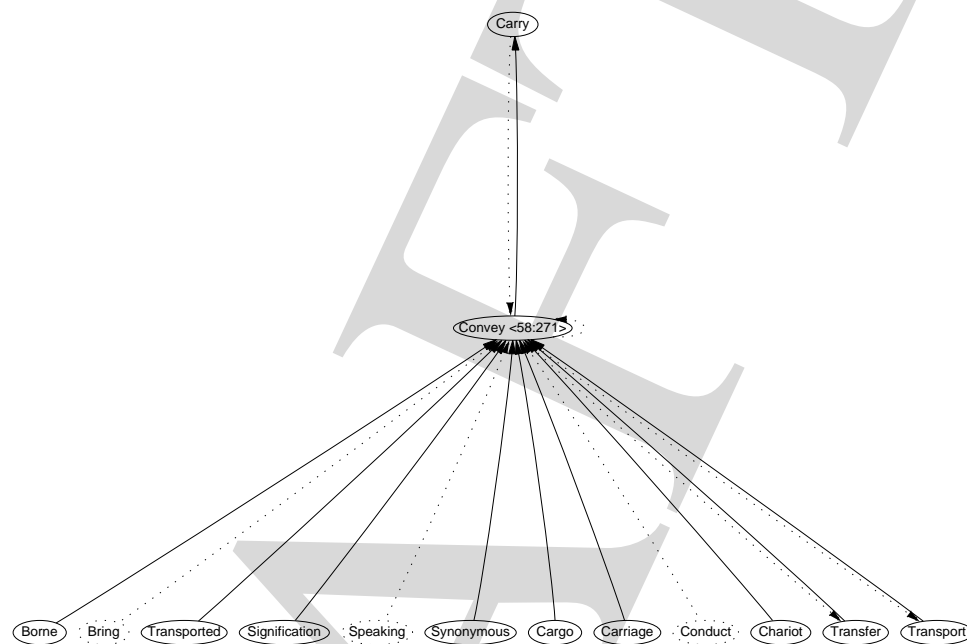 Carry
Convey <58:271>
Borne Bring Transported Signification Speaking Synonymous Cargo Carriage Conduct Chariot Transfer Transport